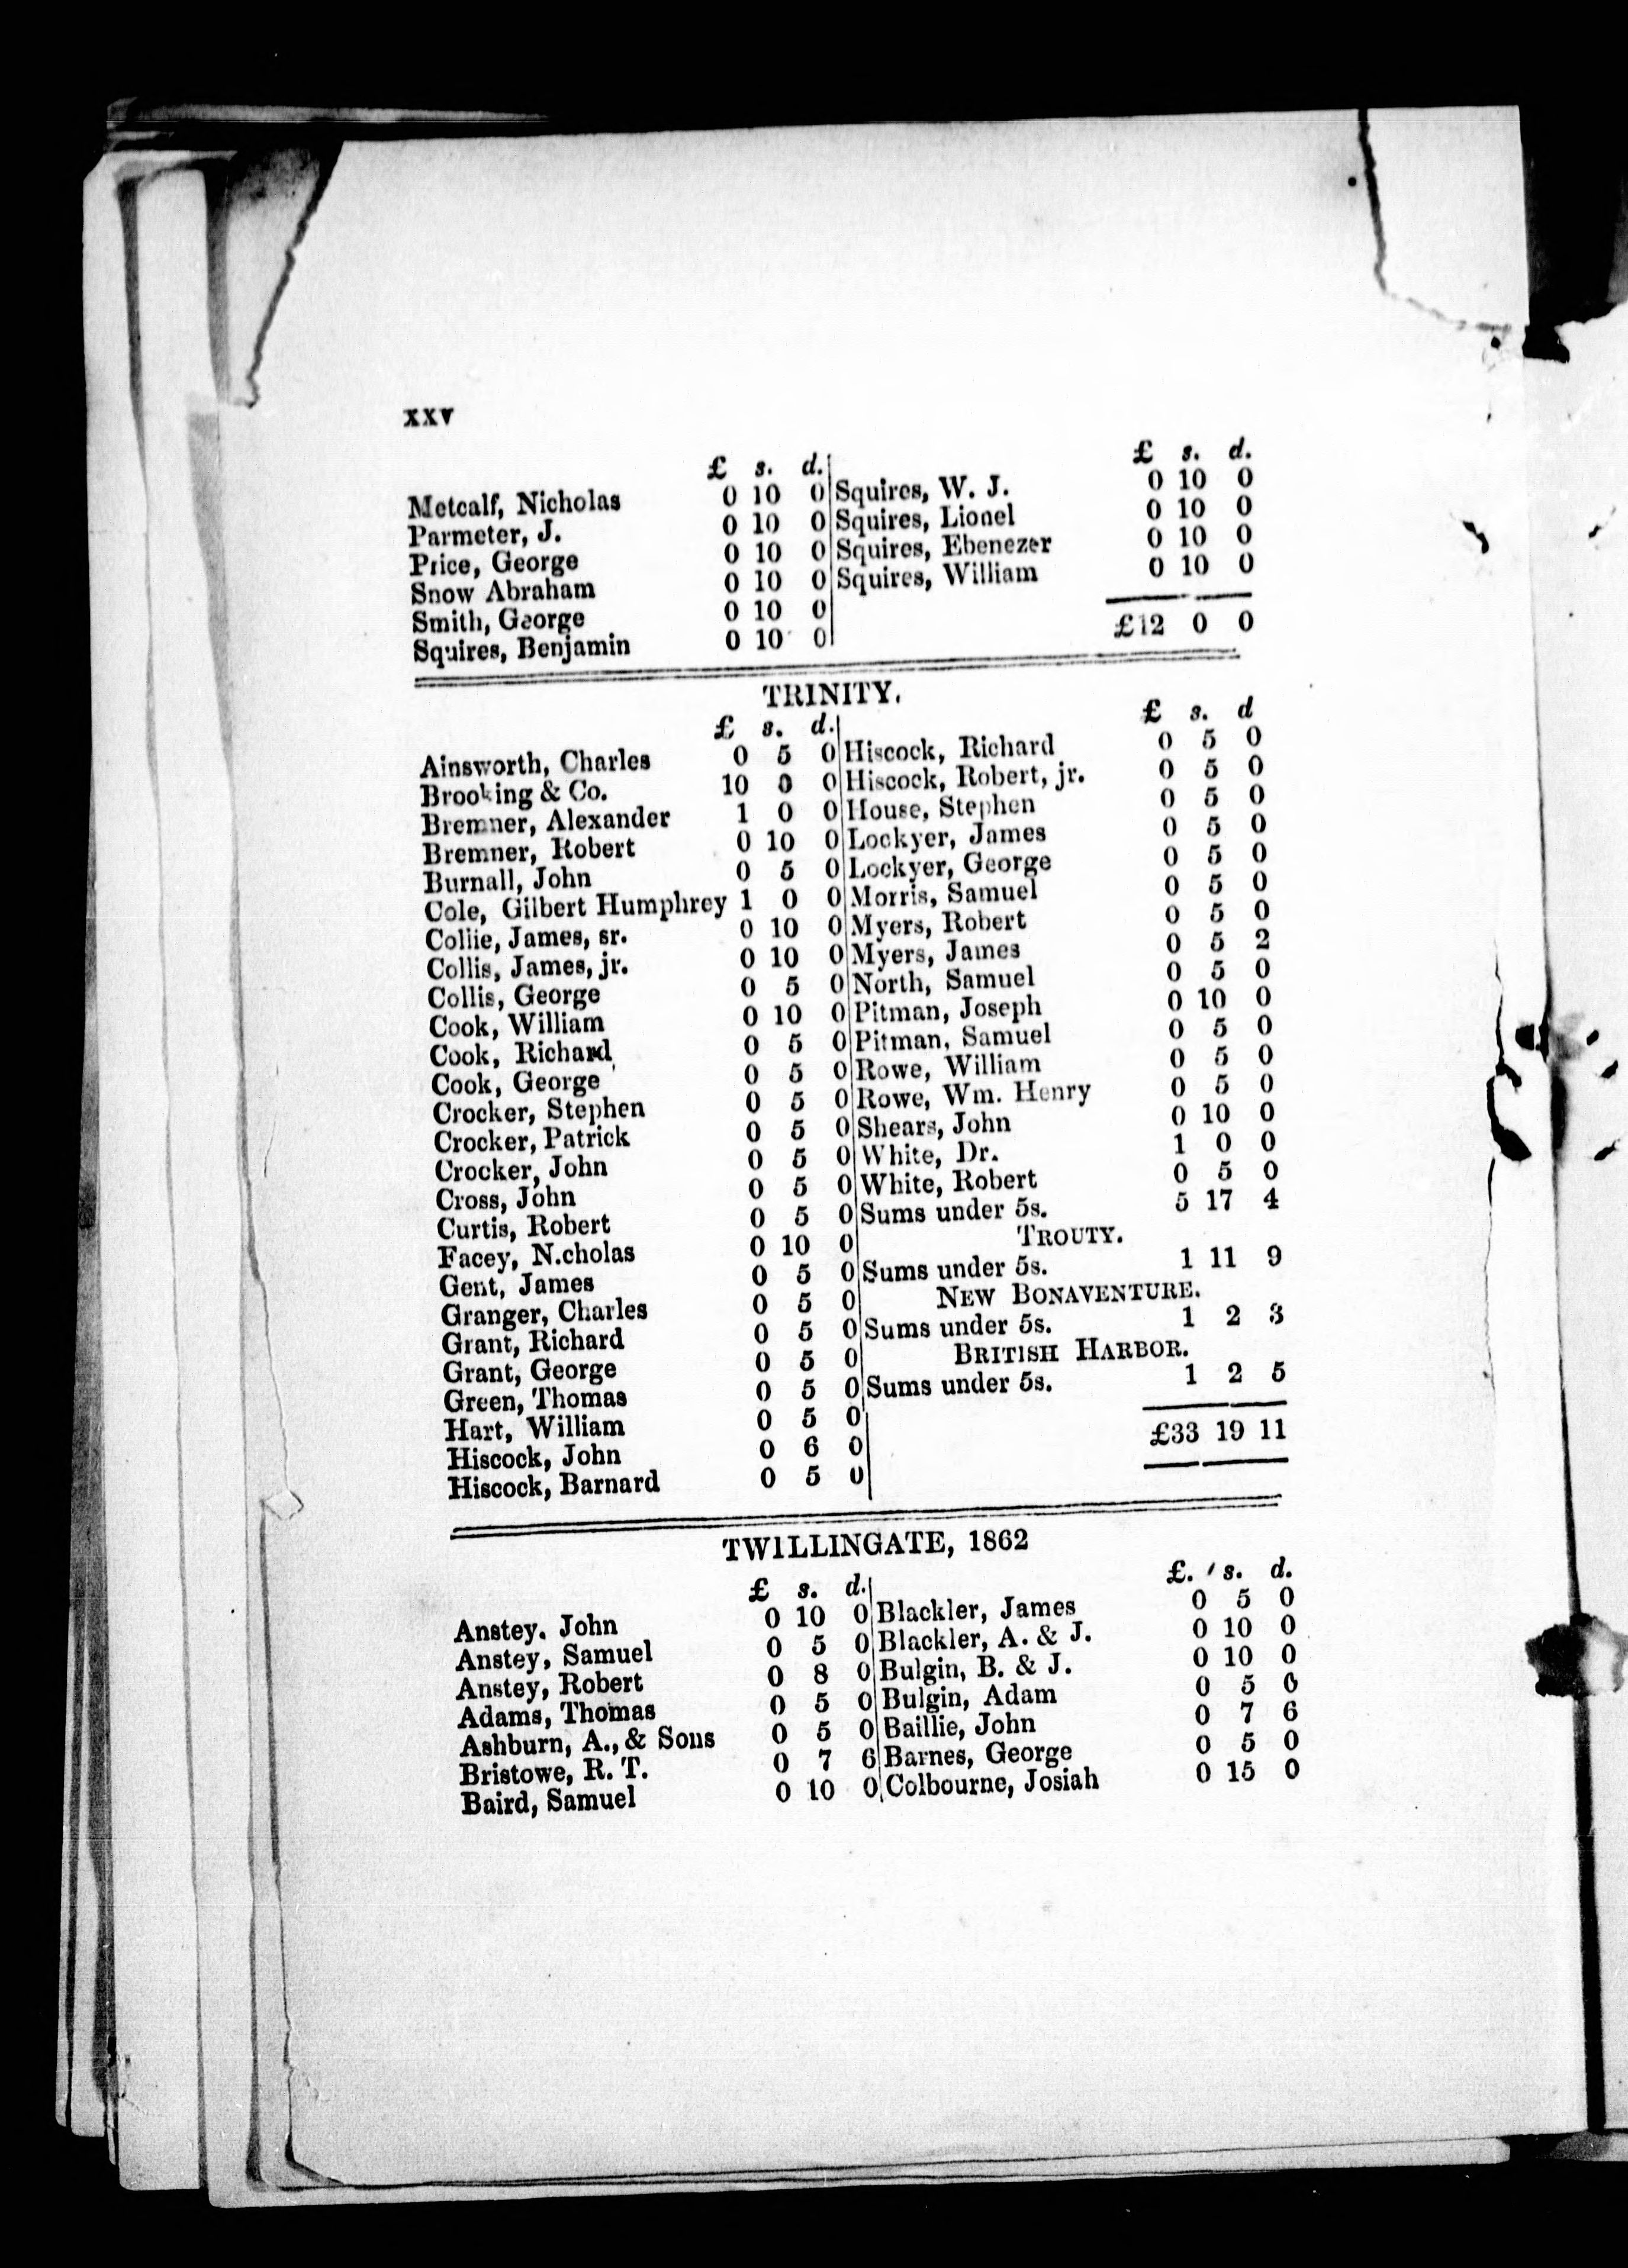 xxv
£ s. d.
Metcalf, Nicholas 0 10 0
Parmeter, J. 0 10 0
Price, George 0 10 0
Snow Abraham 0 10 0
Smith, George 0 10 0
Squires, Benjamin 0 10 0
£ s. d.
Squires, W. J. 0 10 0
Squires, Lionel 0 10 0
Squires, Ebenezer 0 10 0
Squires, William 0 10 0
£12 0 0
TRINITY.
£ s. d.
Ainsworth, Charles 0 5 0
Brooking & Co. 10 0 0
Bremner, Alexander 1 0 0
Bremner, Robert 0 10 0
Burnall, John 0 5 0
Cole, Gilbert Humphrey 1 0 0
Collie, James, sr. 0 10 0
Collis, James, jr. 0 10 0
Collis, George 0 5 0
Cook, William 0 10 0
Cook, Richard 0 5 0
Cook, George 0 5 0
Crocker, Stephen 0 5 0
Crocker, Patrick 0 5 0
Crocker, John 0 5 0
Cross, John 0 5 0
Curtis, Robert 0 5 0
Facey, N.cholas 0 10 0
Gent, James 0 5 0
Granger, Charles 0 5 0
Grant, Richard 0 5 0
Grant, George 0 5 0
Green, Thomas 0 5 0
Hart, William 0 5 0
Hiscock, John 0 6 0
Hiscock, Barnard 0 5 0
£ s. d
Hiscock, Richard 0 5 0
Hiscock, Robert, jr. 0 5 0
House, Stephen 0 5 0
Lockyer, James 0 5 0
Lockyer, George 0 5 0
Morris, Samuel 0 5 0
Myers, Robert 0 5 0
Myers, James 0 5 2
North, Samuel 0 5 0
Pitman, Joseph 0 10 0
Pitman, Samuel 0 5 0
Rowe, William 0 5 0
Rowe, Wm. Henry 0 5 0
Shears, John 0 10 0
White, Dr. 1 0 0
White, Robert 0 5 0
Sums under 5s. 5 17 4
TROUTY.
Sums under 5s. 1 11 9
NEW BONAVENTURE.
Sums under 5s. 1 2 3
BRITISH HARBOR.
Sums under 5s. 1 2 5
£33 19 11
TWILLINGATE, 1862
£ s. d.
Anstey. John 0 10 0
Anstey, Samuel 0 5 0
Anstey, Robert 0 8 0
Adams, Thomas 0 5 0
Ashburn, A., & Sons 0 5 0
Bristowe, R. T. 0 7 6
Baird, Samuel 0 10 0
£. s. d.
Blackler, James 0 5 0
Blackler, A. & J. 0 10 0
Bulgin, B. & J. 0 10 0
Bulgin, Adam 0 5 0
Baillie, John 0 7 6
Barnes, George 0 5 0
Colbourne, Josiah 0 15 0